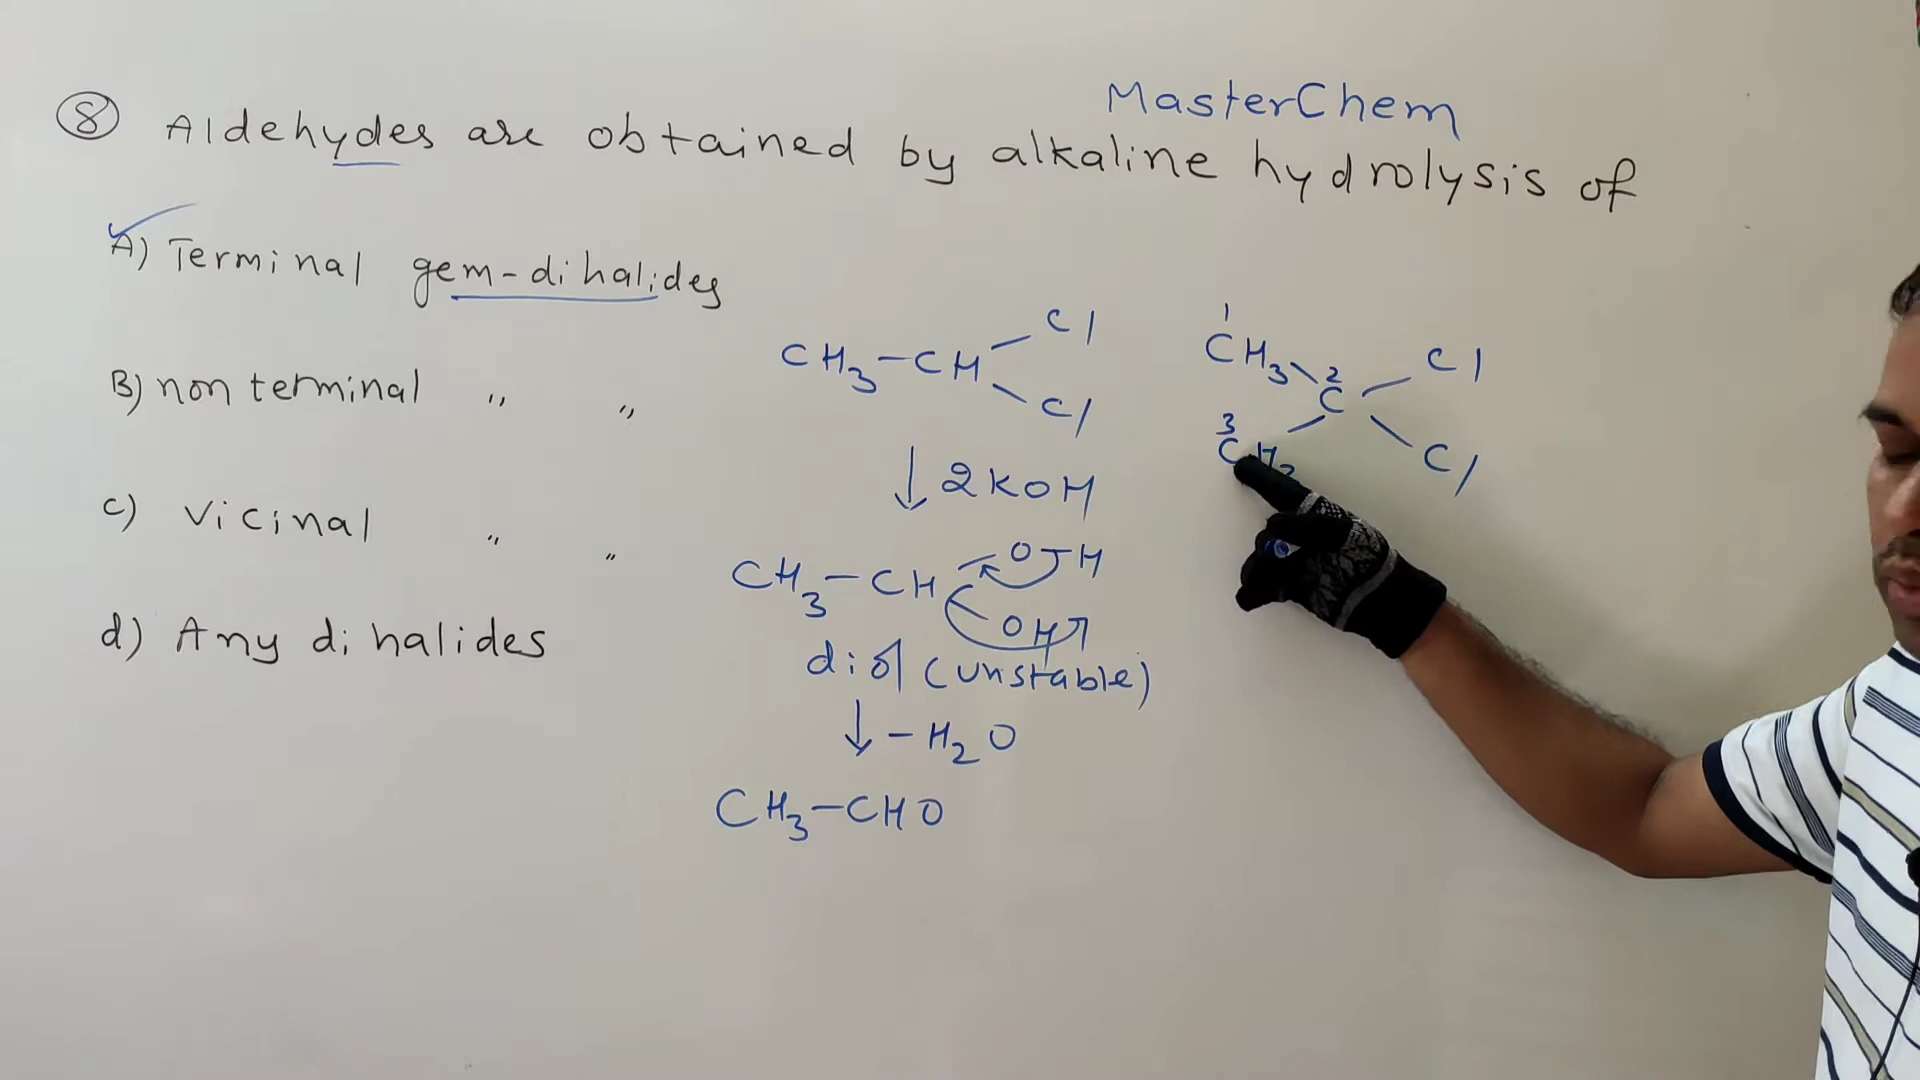 MasterChem
8 Aldehydes are obtained by alkaline hydrolysis of
A) Terminal gem-dihalides
B) non terminal " "
c) vicinal " "
d) Any dihalides
CH3-CH
Cl
Cl
↓ 2KOH
CH3-CH
O-H
OH
diol (unstable)
↓ -H2O
CH3-CHO
1
CH3
2
C
Cl
Cl
3
CH3